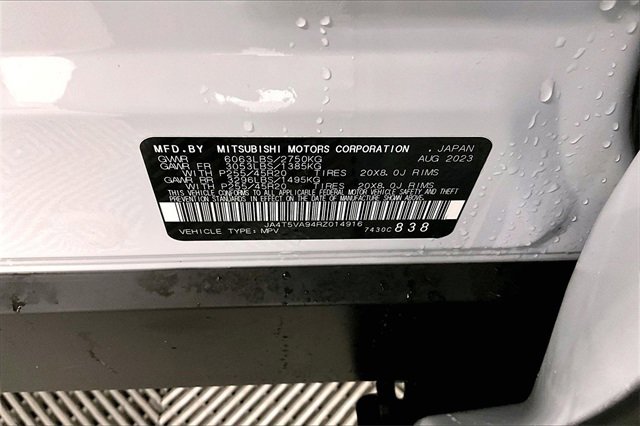 MFD.BY MITSUBISHI MOTORS CORPORATION , JAPAN
GVWR 6063LBS/2750KG AUG 2023
GAWR FR 3053LBS/1385KG
WITH P255/45R20 TIRES 20X8.0J RIMS
GAWR RR 3296LBS/1495KG
WITH P255/45R20 TIRES 20X8.0J RIMS
THIS VEHICLE CONFORMS TO ALL APPLICABLE FEDERAL MOTOR VEHICLE SAFETY AND THEFT
PREVENTION STANDARDS IN EFFECT ON THE DATE OF MANUFACTURE SHOWN ABOVE.
JA4T5VA94RZ014916
VEHICLE TYPE: MPV 7430C 838